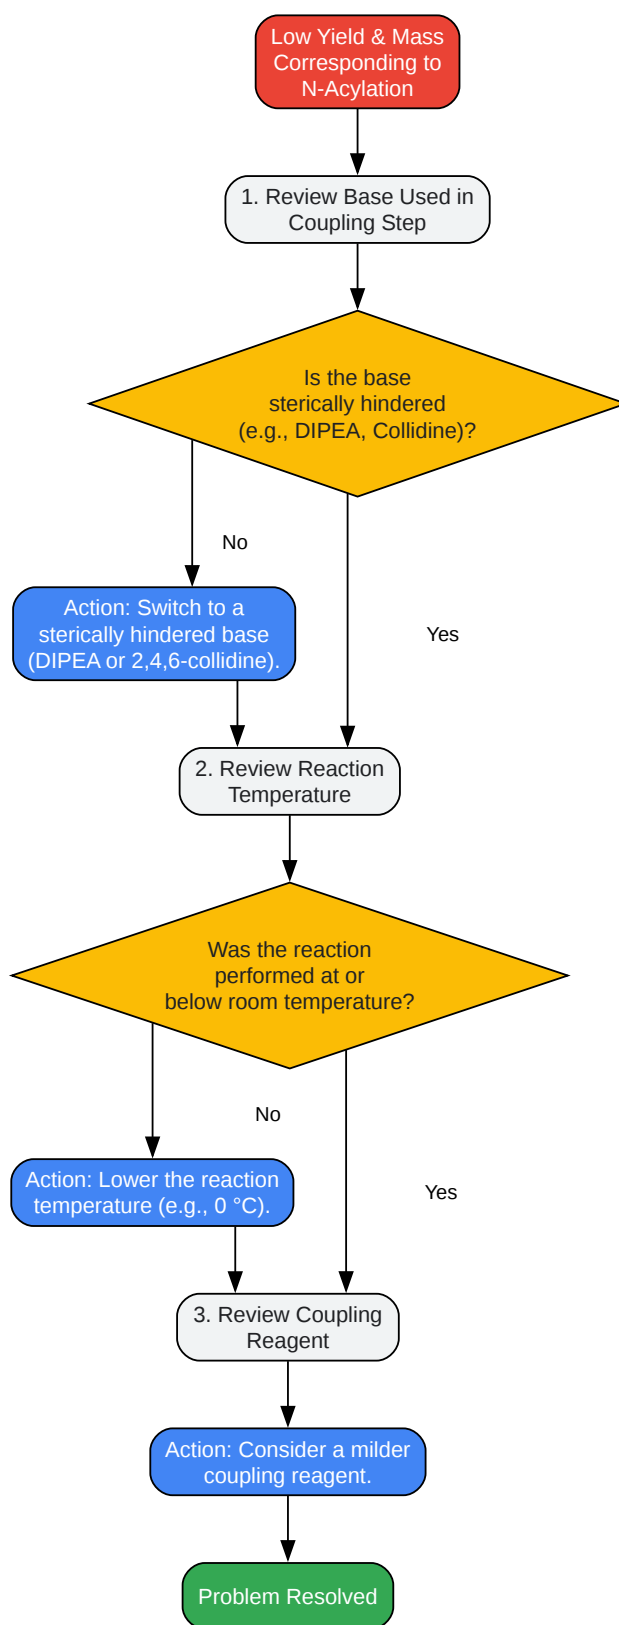 Low Yield & Mass
Corresponding to
N-Acylation
1. Review Base Used in
Coupling Step
Is the base
sterically hindered
(e.g., DIPEA, Collidine)?
No
Action: Switch to a
sterically hindered base
(DIPEA or 2,4,6-collidine).
Yes
2. Review Reaction
Temperature
Was the reaction
performed at or
below room temperature?
No
Action: Lower the reaction
temperature (e.g., 0 °C).
Yes
3. Review Coupling
Reagent
Action: Consider a milder
coupling reagent.
Problem Resolved